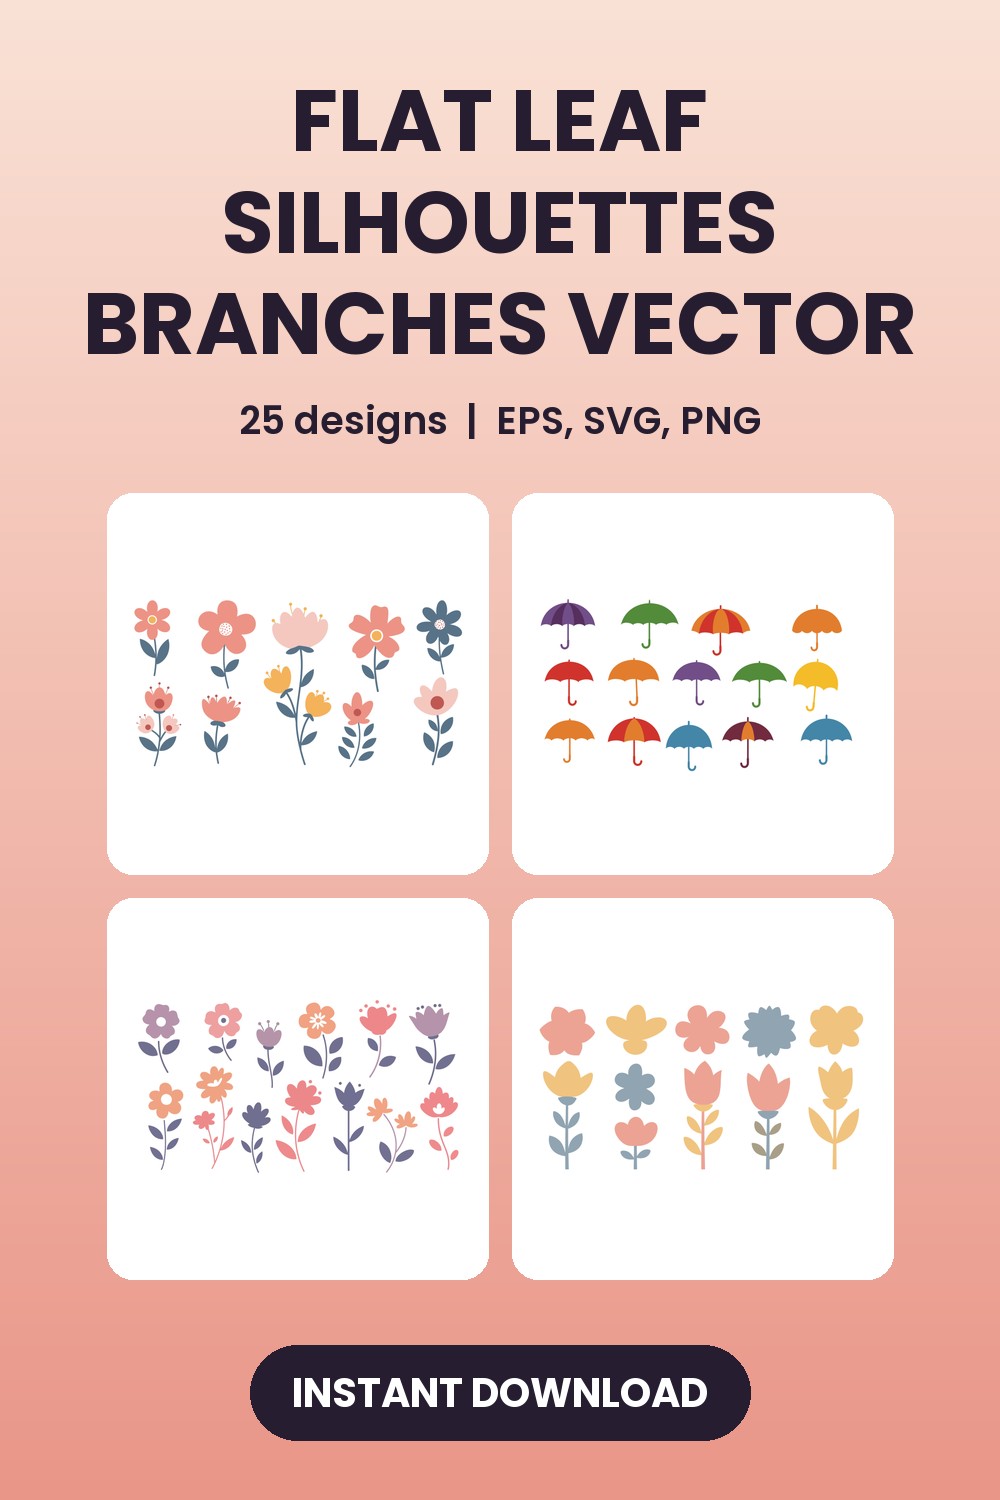 FLAT LEAF
SILHOUETTES
BRANCHES VECTOR
25 designs | EPS, SVG, PNG
INSTANT DOWNLOAD